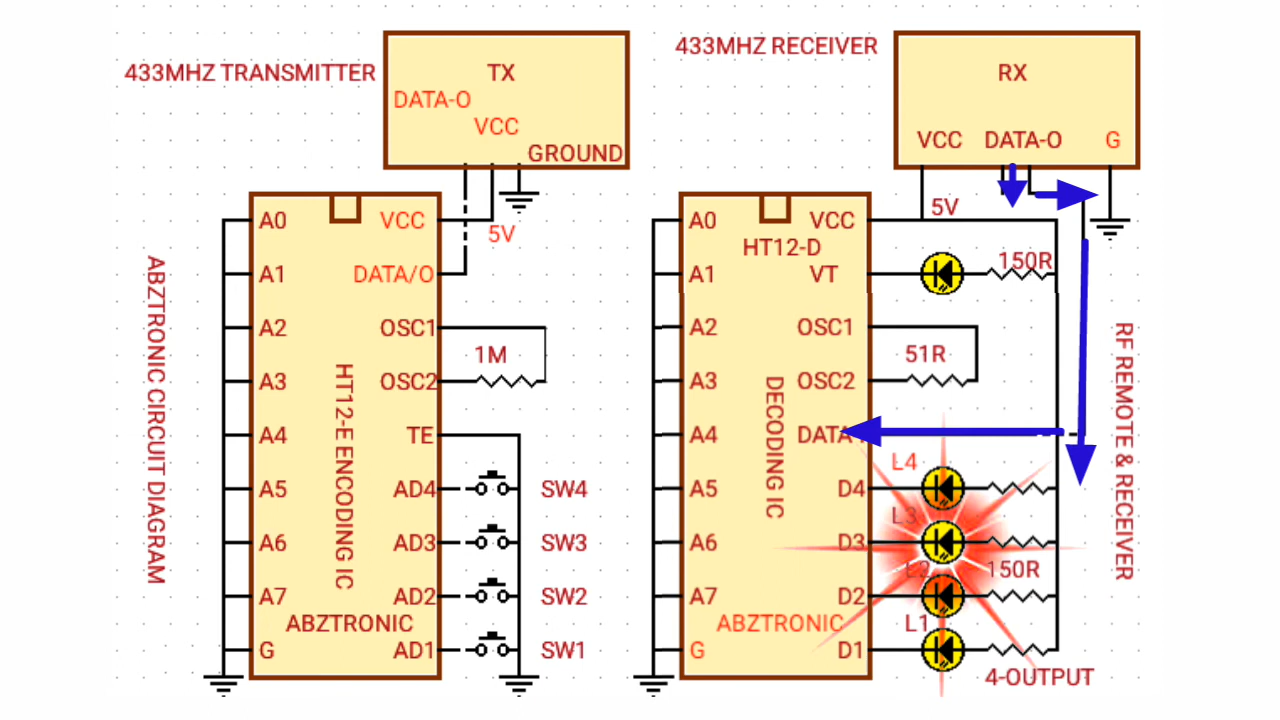 433MHZ TRANSMITTER
TX
DATA-O
VCC
GROUND
433MHZ RECEIVER
RX
VCC DATA-O G
ABZTRONIC CIRCUIT DIAGRAM
A0 VCC
A1 DATA/O
A2 OSC1
A3 OSC2
A4 TE
A5 AD4
A6 AD3
A7 AD2
ABZTRONIC
G AD1
HT12-E ENCODING IC
5V
1M
SW4
SW3
SW2
SW1
A0 VCC
HT12-D
A1 VT
A2 OSC1
A3 OSC2
A4 DATA
A5 D4
A6 D3
A7 D2
ABZTRONIC
G D1
DECODING IC
5V
150R
51R
L4
L3
L2
150R
L1
4-OUTPUT
RF REMOTE & RECEIVER